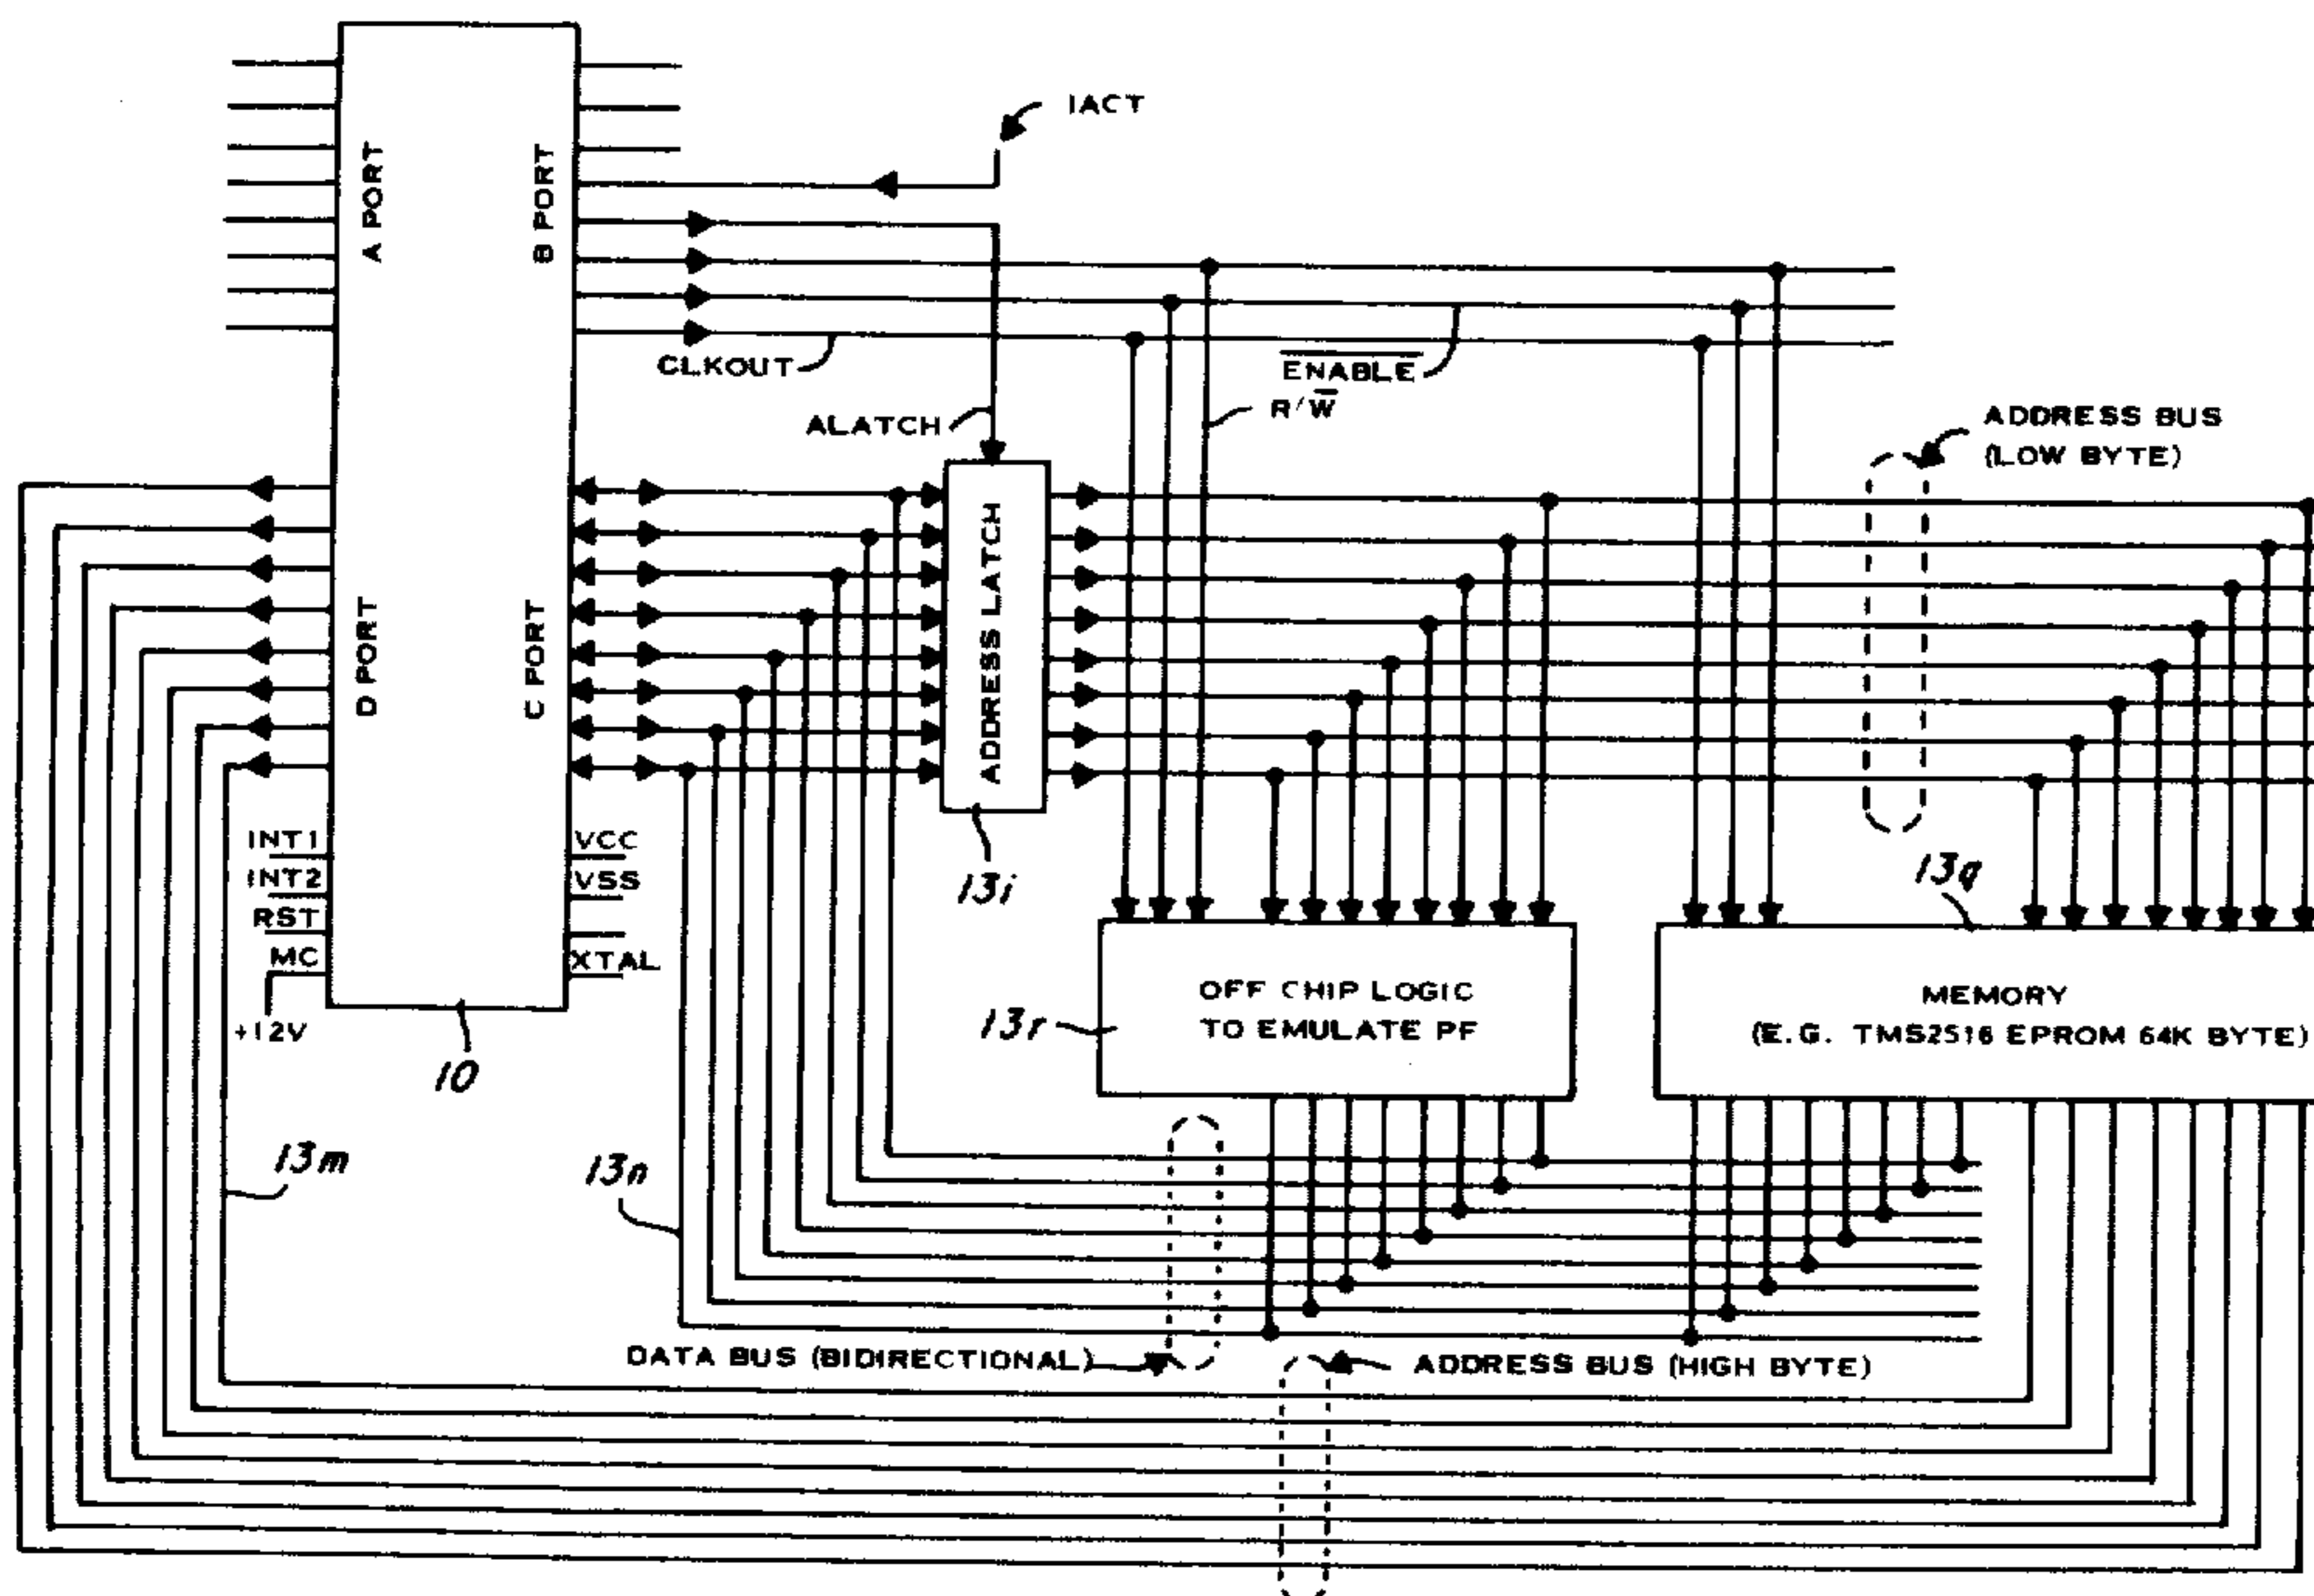 IACT
A PORT
B PORT
CLKOUT
ENABLE
R/W
ALATCH
ADDRESS BUS
(LOW BYTE)
ADDRESS LATCH
D PORT
C PORT
INT1
INT2
RST
MC
+12V
VCC
VSS
XTAL
10
13i
13q
OFF CHIP LOGIC
TO EMULATE PF
13r
MEMORY
(E.G. TMS2516 EPROM 64K BYTE)
13m
13n
DATA BUS (BIDIRECTIONAL)
ADDRESS BUS (HIGH BYTE)